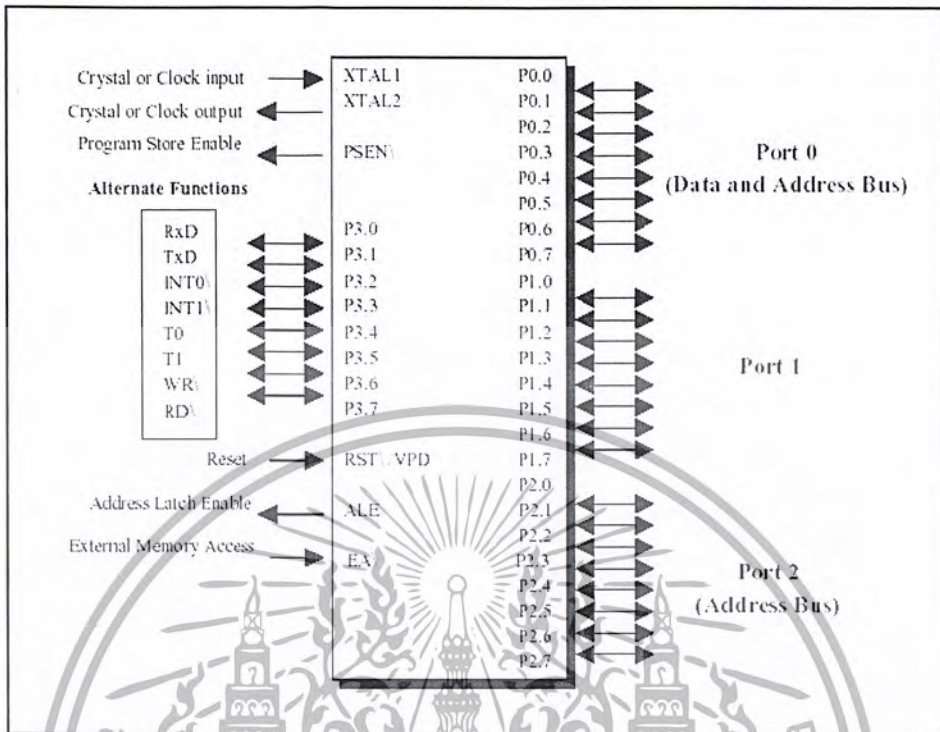 Crystal or Clock input
Crystal or Clock output
Program Store Enable
Alternate Functions
RxD
TxD
INT0\
INT1\
T0
T1
WR\
RD\
Reset
Address Latch Enable
External Memory Access
XTAL1
XTAL2
PSEN\
P3.0
P3.1
P3.2
P3.3
P3.4
P3.5
P3.6
P3.7
RST\/VPD
ALE
EA\
P0.0
P0.1
P0.2
P0.3
P0.4
P0.5
P0.6
P0.7
P1.0
P1.1
P1.2
P1.3
P1.4
P1.5
P1.6
P1.7
P2.0
P2.1
P2.2
P2.3
P2.4
P2.5
P2.6
P2.7
Port 0
(Data and Address Bus)
Port 1
Port 2
(Address Bus)